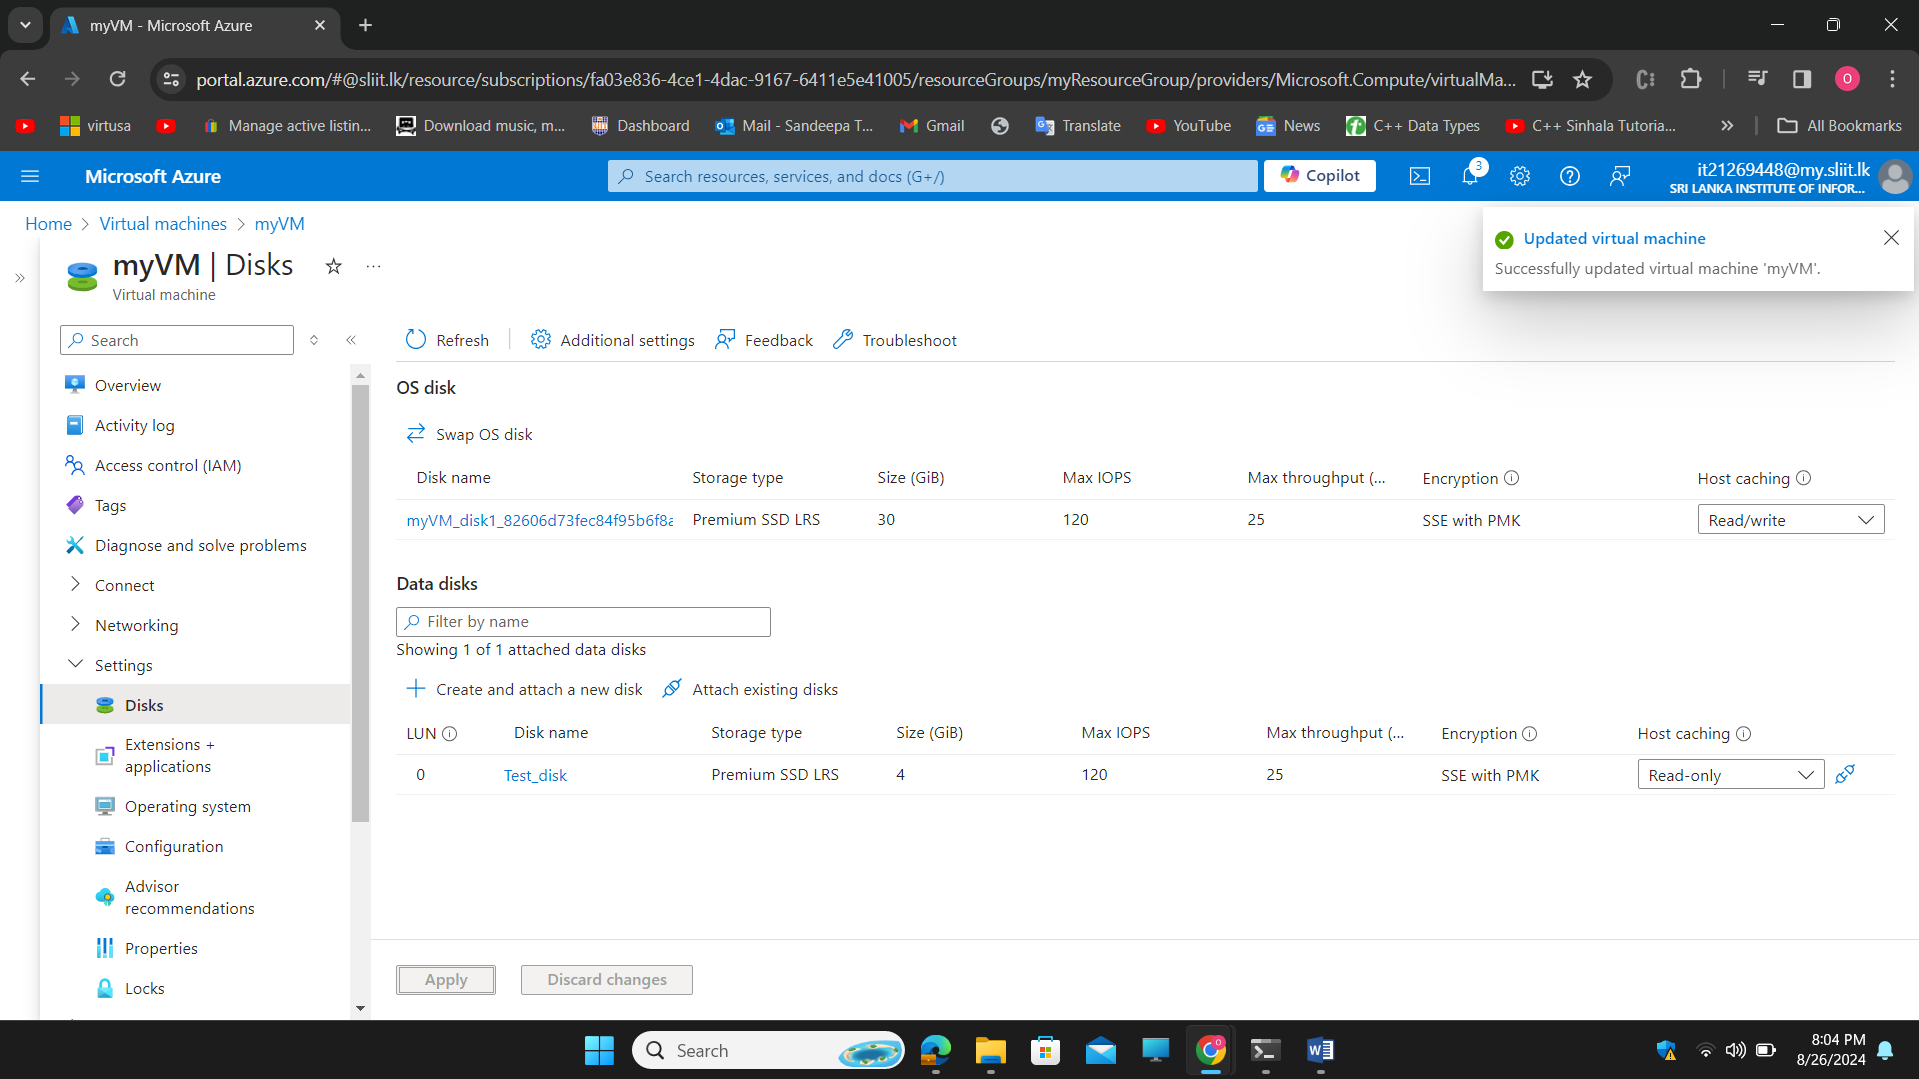 myVM - Microsoft Azure
portal.azure.com/#@sliit.lk/resource/subscriptions/fa03e836-4ce1-4dac-9167-6411e5e41005/resourceGroups/myResourceGroup/providers/Microsoft.Compute/virtualMa...
O
virtusa
Manage active listin...
Download music, m...
Dashboard
Mail - Sandeepa T...
Gmail
Translate
YouTube
News
C++ Data Types
C++ Sinhala Tutoria...
All Bookmarks
Microsoft Azure
Search resources, services, and docs (G+/)
Copilot
3
it21269448@my.sliit.lk
SRI LANKA INSTITUTE OF INFOR...
Home > Virtual machines > myVM
Updated virtual machine
Successfully updated virtual machine 'myVM'.
myVM | Disks
...
Virtual machine
Search
Refresh
Additional settings
Feedback
Troubleshoot
Overview
Activity log
Access control (IAM)
Tags
Diagnose and solve problems
Connect
Networking
Settings
Disks
Extensions +
applications
Operating system
Configuration
Advisor
recommendations
Properties
Locks
OS disk
Swap OS disk
Disk name Storage type Size (GiB) Max IOPS Max throughput (... Encryption Host caching
myVM_disk1_82606d73fec84f95b6f8a Premium SSD LRS 30 120 25 SSE with PMK Read/write
Data disks
Filter by name
Showing 1 of 1 attached data disks
Create and attach a new disk
Attach existing disks
LUN Disk name Storage type Size (GiB) Max IOPS Max throughput (... Encryption Host caching
0 Test_disk Premium SSD LRS 4 120 25 SSE with PMK Read-only
Apply
Discard changes
Search
8:04 PM
8/26/2024